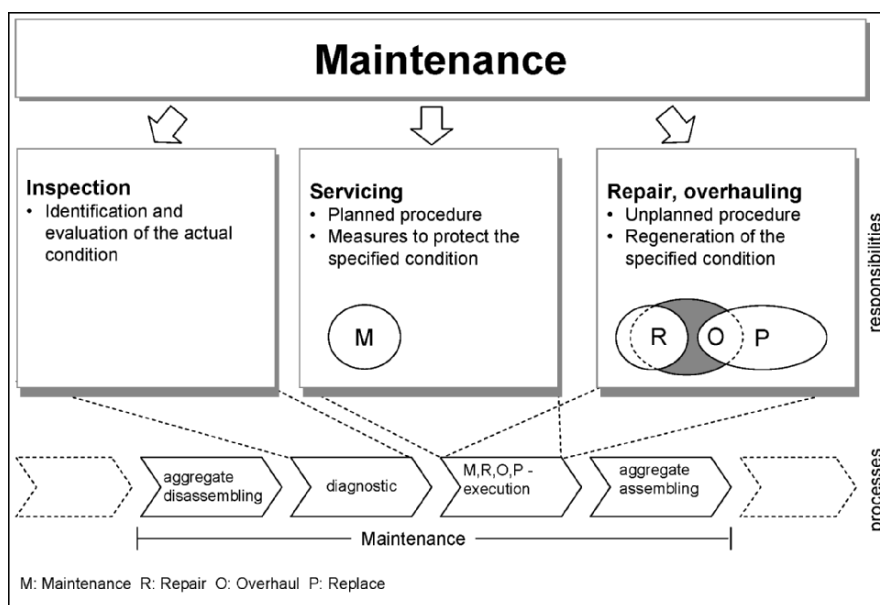 Maintenance
Inspection
• Identification and
evaluation of the actual
condition
Servicing
• Planned procedure
• Measures to protect the
specified condition
M
Repair, overhauling
• Unplanned procedure
• Regeneration of the
specified condition
R O P
responsibilities
aggregate
disassembling
diagnostic
M,R,O,P -
execution
aggregate
assembling
processes
Maintenance
M: Maintenance R: Repair O: Overhaul P: Replace